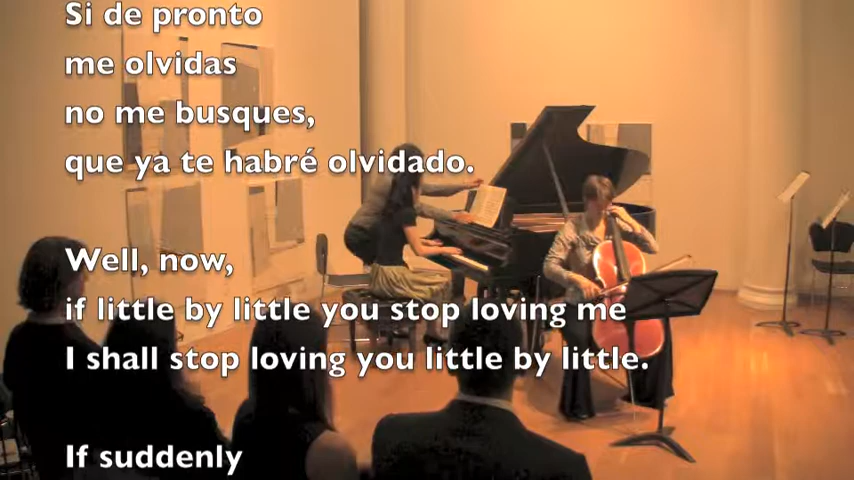 Si de pronto
me olvidas
no me busques,
que ya te habré olvidado.
Well, now,
if little by little you stop loving me
I shall stop loving you little by little.
If suddenly